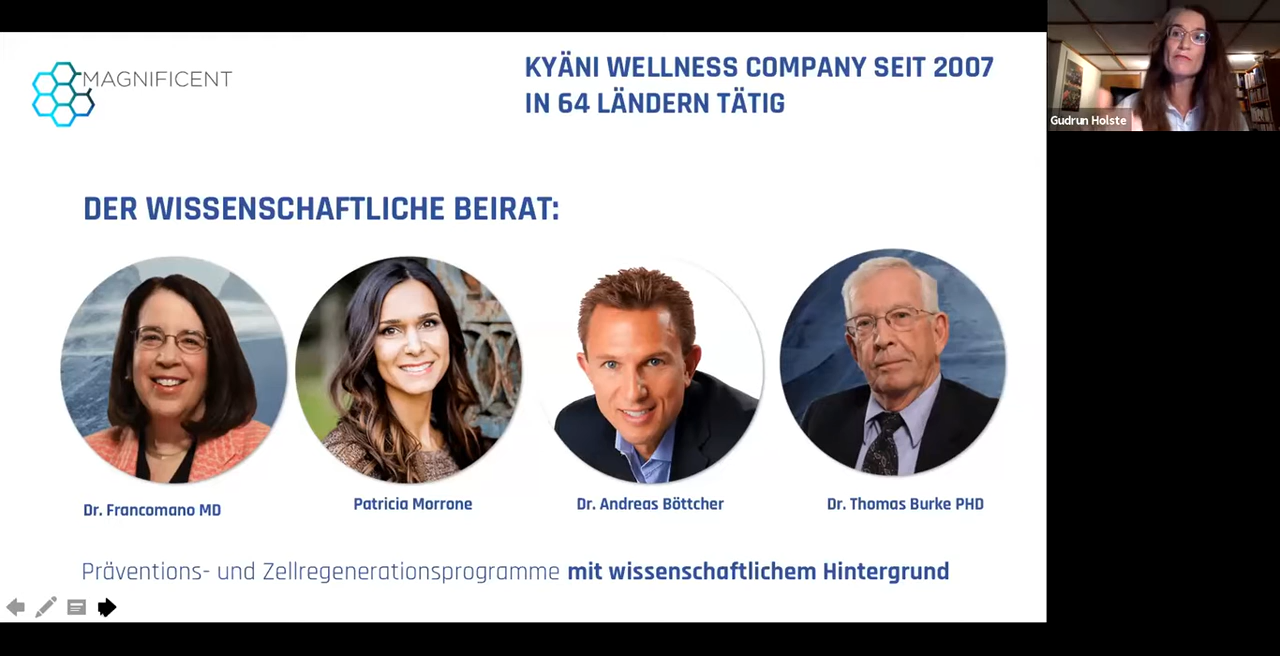 MAGNIFICENT
KYÄNI WELLNESS COMPANY SEIT 2007
IN 64 LÄNDERN TÄTIG
Gudrun Holste
DER WISSENSCHAFTLICHE BEIRAT:
Dr. Francomano MD
Patricia Morrone
Dr. Andreas Böttcher
Dr. Thomas Burke PHD
Präventions- und Zellregenerationsprogramme mit wissenschaftlichem Hintergrund